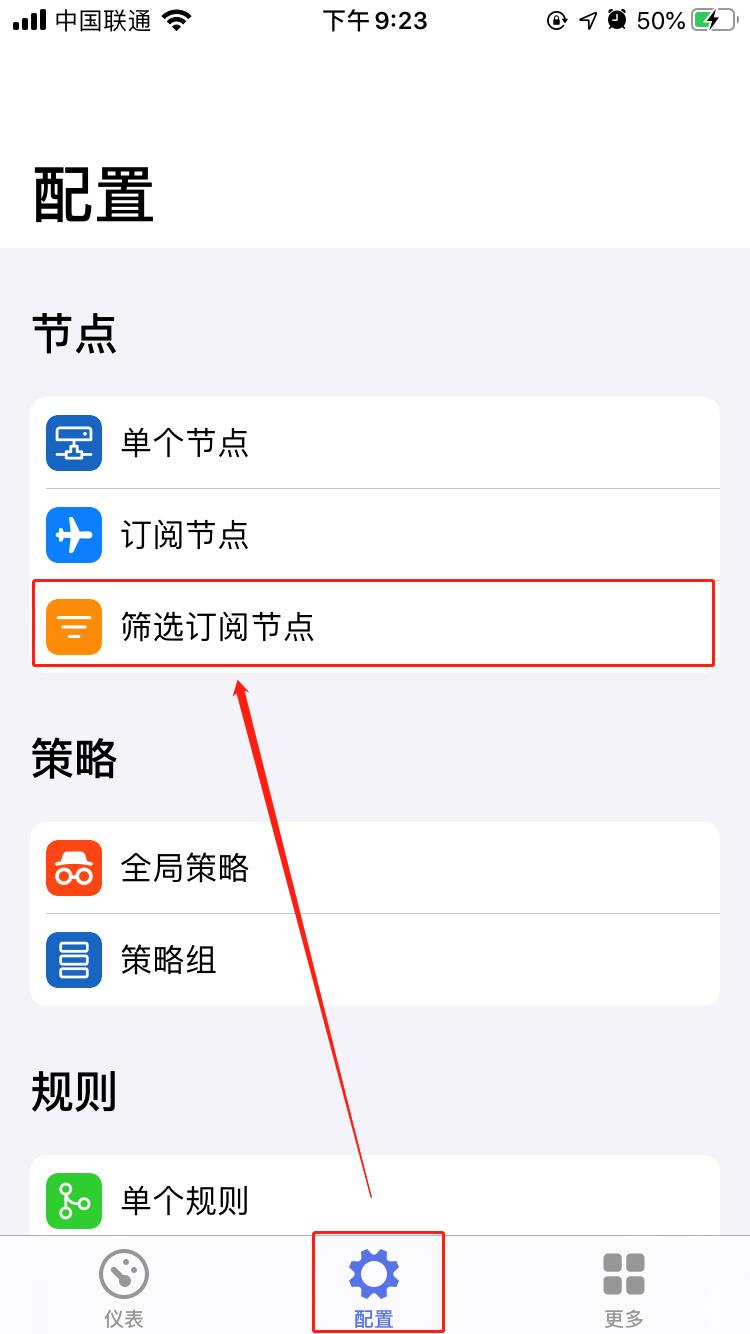 中国联通 下午9:23 50%
配置
节点
单个节点
订阅节点
筛选订阅节点
策略
全局策略
策略组
规则
单个规则
仪表 配置 更多